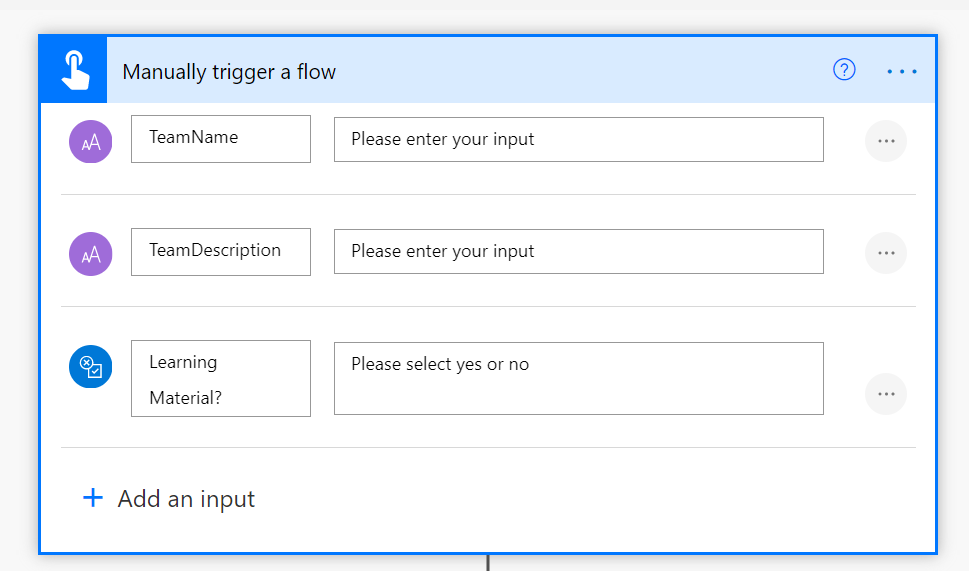 Manually trigger a flow
TeamName
Please enter your input
TeamDescription
Please enter your input
Learning
Material?
Please select yes or no
Add an input